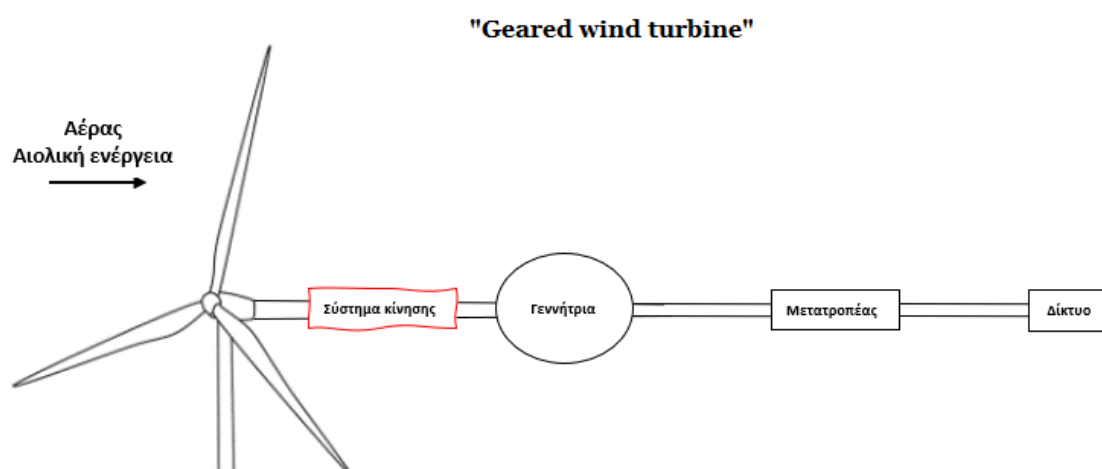 "Geared wind turbine"
Αέρας
Αιολική ενέργεια
Σύστημα κίνησης
Γεννήτρια
Μετατροπέας
Δίκτυο